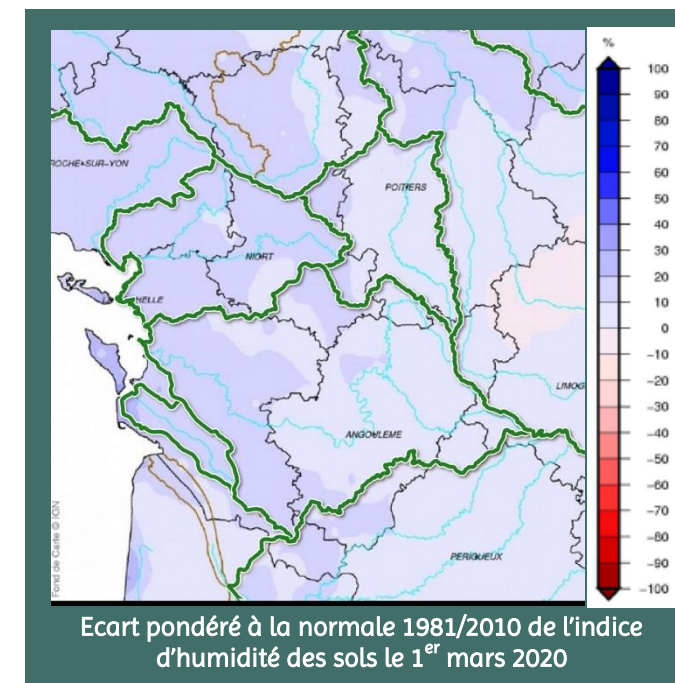 %
100
90
80
70
60
50
40
30
20
10
0
-10
-20
-30
-40
-50
-60
-70
-80
-90
-100
ROCHE-SUR-YON
POITIERS
NIORT
HELLE
LIMOG
ANGOULEME
PERIGUEUX
Fond de Carte © IGN
Ecart pondéré à la normale 1981/2010 de l'indice
d'humidité des sols le 1er mars 2020